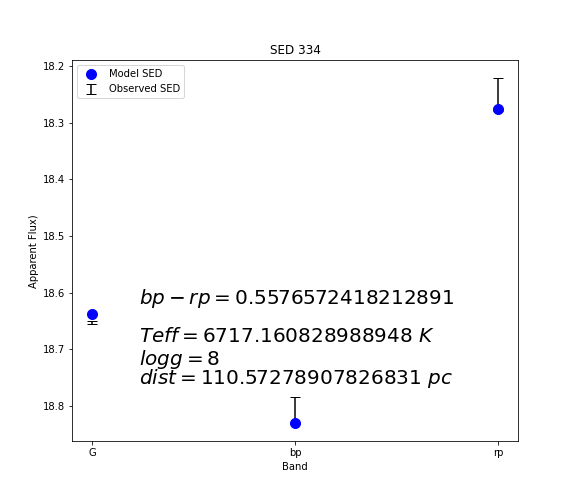 SED 334
Model SED
Observed SED
18.2
18.3
18.4
18.5
18.6
18.7
18.8
Apparent Flux)
bp − rp = 0.5576572418212891
Teff = 6717.160828988948 K
logg = 8
dist = 110.57278907826831 pc
G
bp
rp
Band